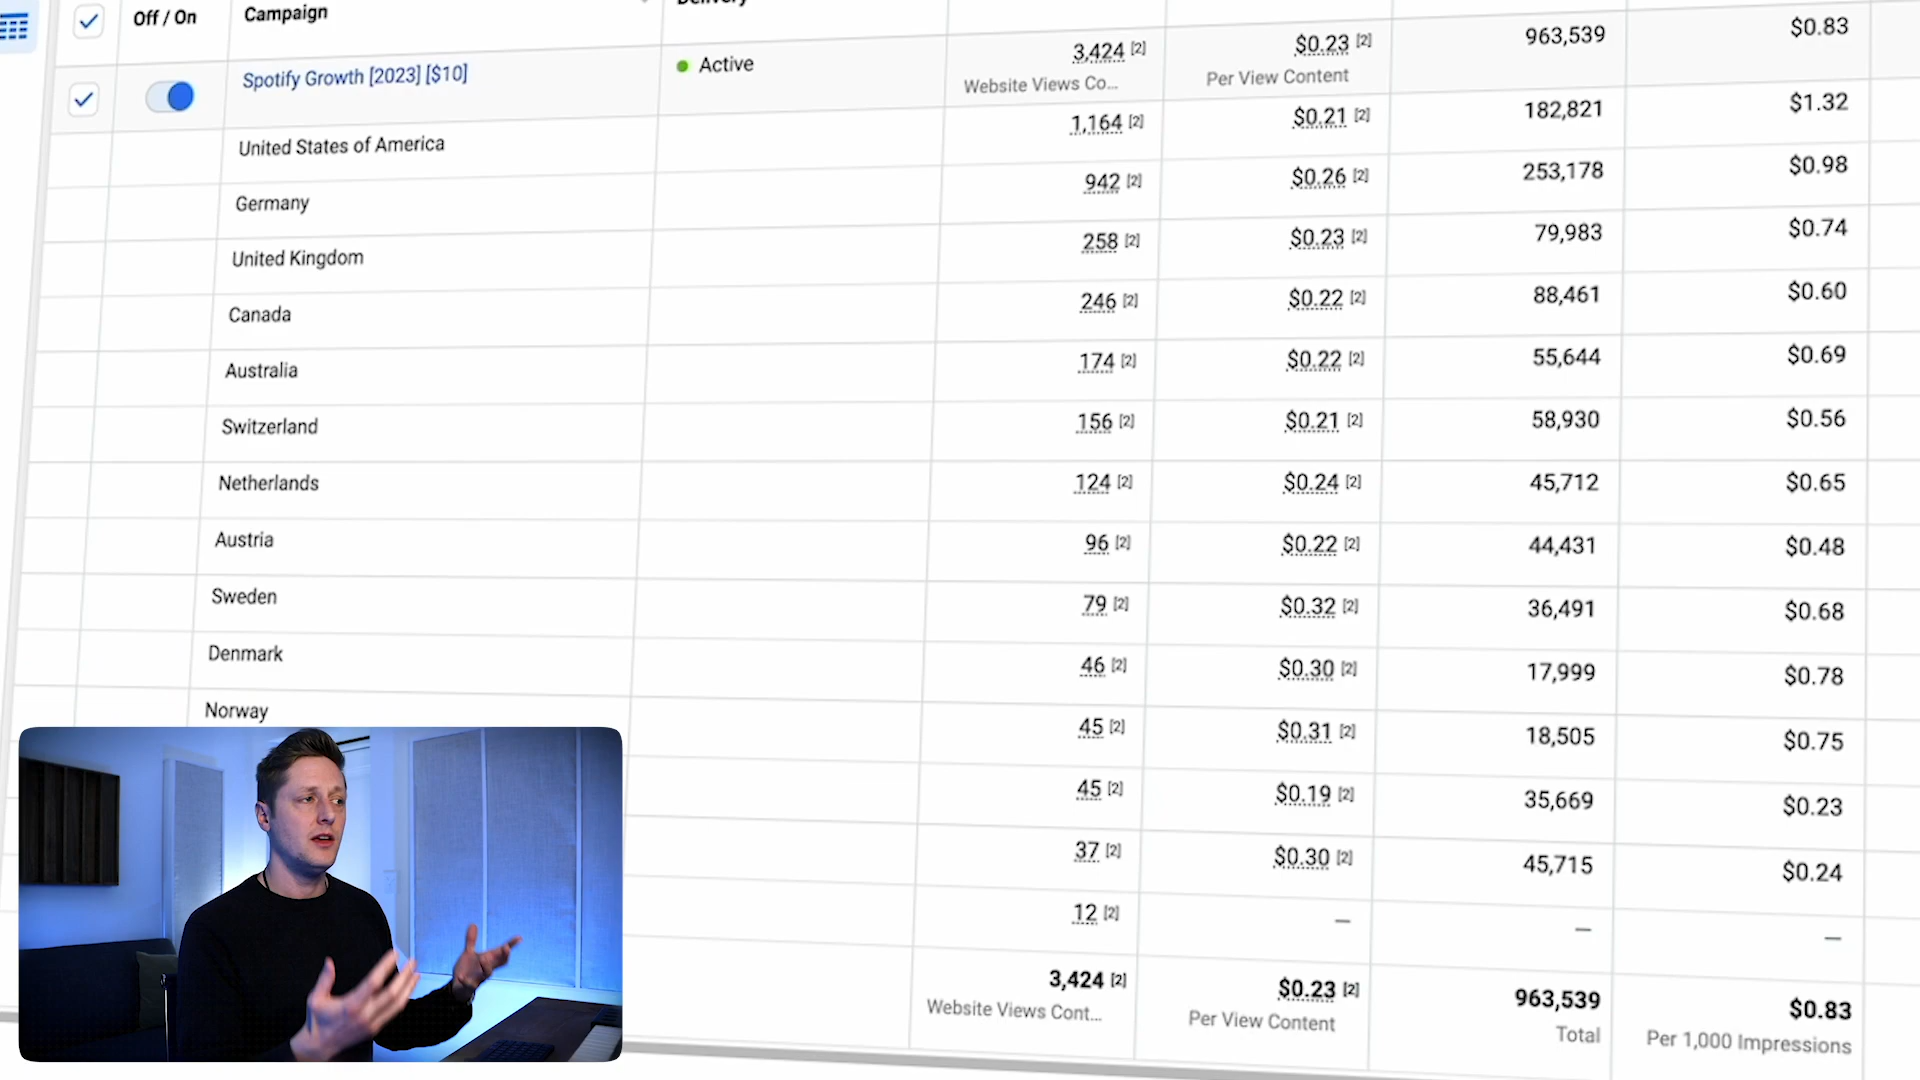 Off / On Campaign Delivery
Spotify Growth [2023] [$10] Active 3,424 [2] $0.23 [2] 963,539 $0.83
Website Views Co... Per View Content
United States of America 1,164 [2] $0.21 [2] 182,821 $1.32
Germany 942 [2] $0.26 [2] 253,178 $0.98
United Kingdom 258 [2] $0.23 [2] 79,983 $0.74
Canada 246 [2] $0.22 [2] 88,461 $0.60
Australia 174 [2] $0.22 [2] 55,644 $0.69
Switzerland 156 [2] $0.21 [2] 58,930 $0.56
Netherlands 124 [2] $0.24 [2] 45,712 $0.65
Austria 96 [2] $0.22 [2] 44,431 $0.48
Sweden 79 [2] $0.32 [2] 36,491 $0.68
Denmark 46 [2] $0.30 [2] 17,999 $0.78
Norway 45 [2] $0.31 [2] 18,505 $0.75
45 [2] $0.19 [2] 35,669 $0.23
37 [2] $0.30 [2] 45,715 $0.24
12 [2] — — —
3,424 [2] $0.23 [2] 963,539 $0.83
Website Views Cont... Per View Content Total Per 1,000 Impressions